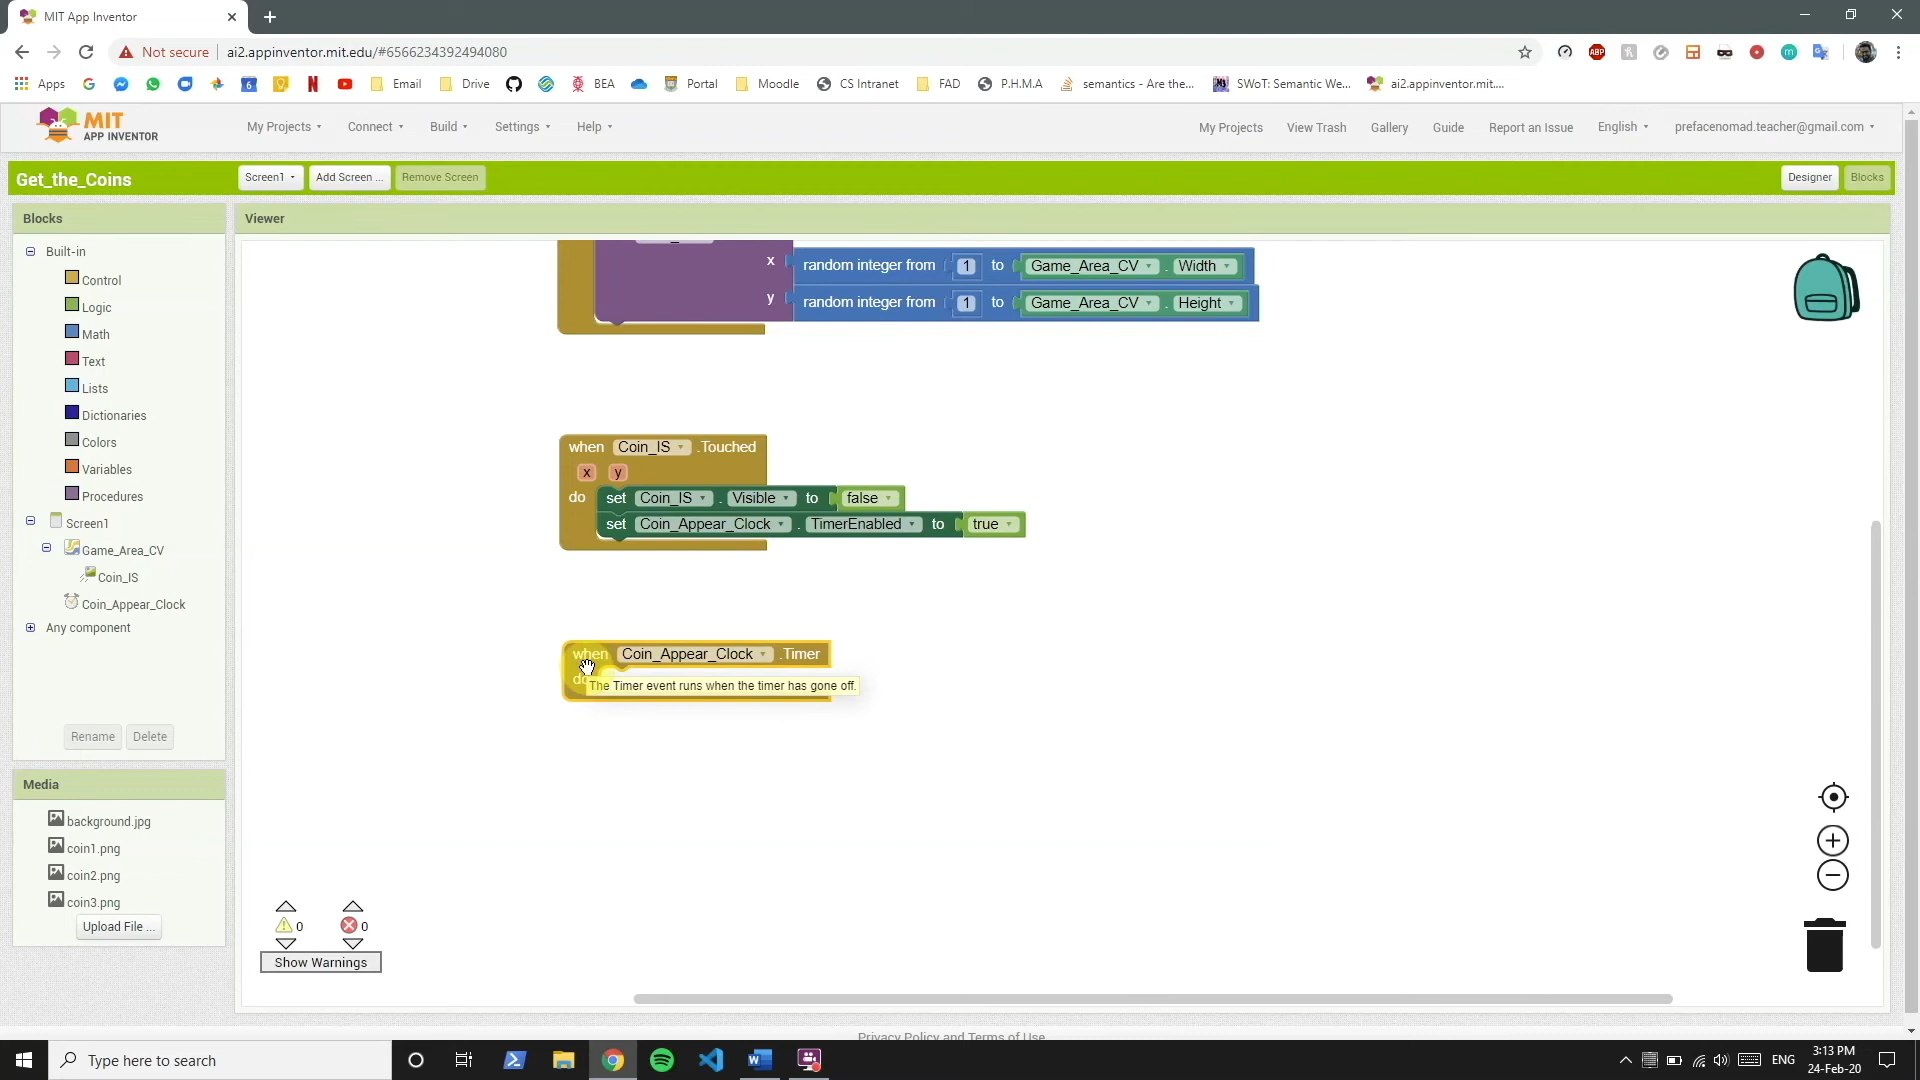 MIT App Inventor
Not secure
ai2.appinventor.mit.edu/#6566234392494080
ABP
Apps
6
Email
Drive
BEA
Portal
Moodle
CS Intranet
FAD
P.H.M.A
semantics - Are the...
SWoT: Semantic We...
ai2.appinventor.mit....
MIT
APP INVENTOR
My Projects
Connect
Build
Settings
Help
My Projects
View Trash
Gallery
Guide
Report an Issue
English
prefacenomad.teacher@gmail.com
Get_the_Coins
Screen1
Add Screen ...
Remove Screen
Designer
Blocks
Blocks
Viewer
Built-in
Control
Logic
Math
Text
Lists
Dictionaries
Colors
Variables
Procedures
Screen1
Game_Area_CV
Coin_IS
Coin_Appear_Clock
Any component
Rename
Delete
Media
background.jpg
coin1.png
coin2.png
coin3.png
Upload File ...
x random integer from 1 to Game_Area_CV . Width
y random integer from 1 to Game_Area_CV . Height
when Coin_IS .Touched
x y
do set Coin_IS . Visible to false
set Coin_Appear_Clock . TimerEnabled to true
when Coin_Appear_Clock .Timer
do
The Timer event runs when the timer has gone off.
0
0
Show Warnings
Privacy Policy and Terms of Use
Type here to search
ENG
3:13 PM
24-Feb-20